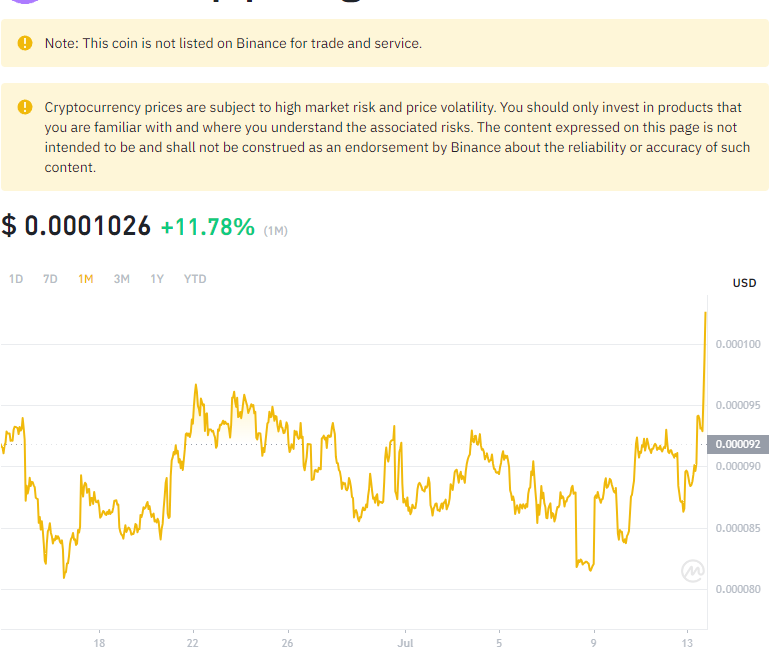 Note: This coin is not listed on Binance for trade and service.
Cryptocurrency prices are subject to high market risk and price volatility. You should only invest in products that
you are familiar with and where you understand the associated risks. The content expressed on this page is not
intended to be and shall not be construed as an endorsement by Binance about the reliability or accuracy of such
content.
$ 0.0001026 +11.78% (1M)
1D 7D 1M 3M 1Y YTD
USD
0.000100
0.000095
0.000092
0.000090
0.000085
0.000080
18 22 26 Jul 5 9 13